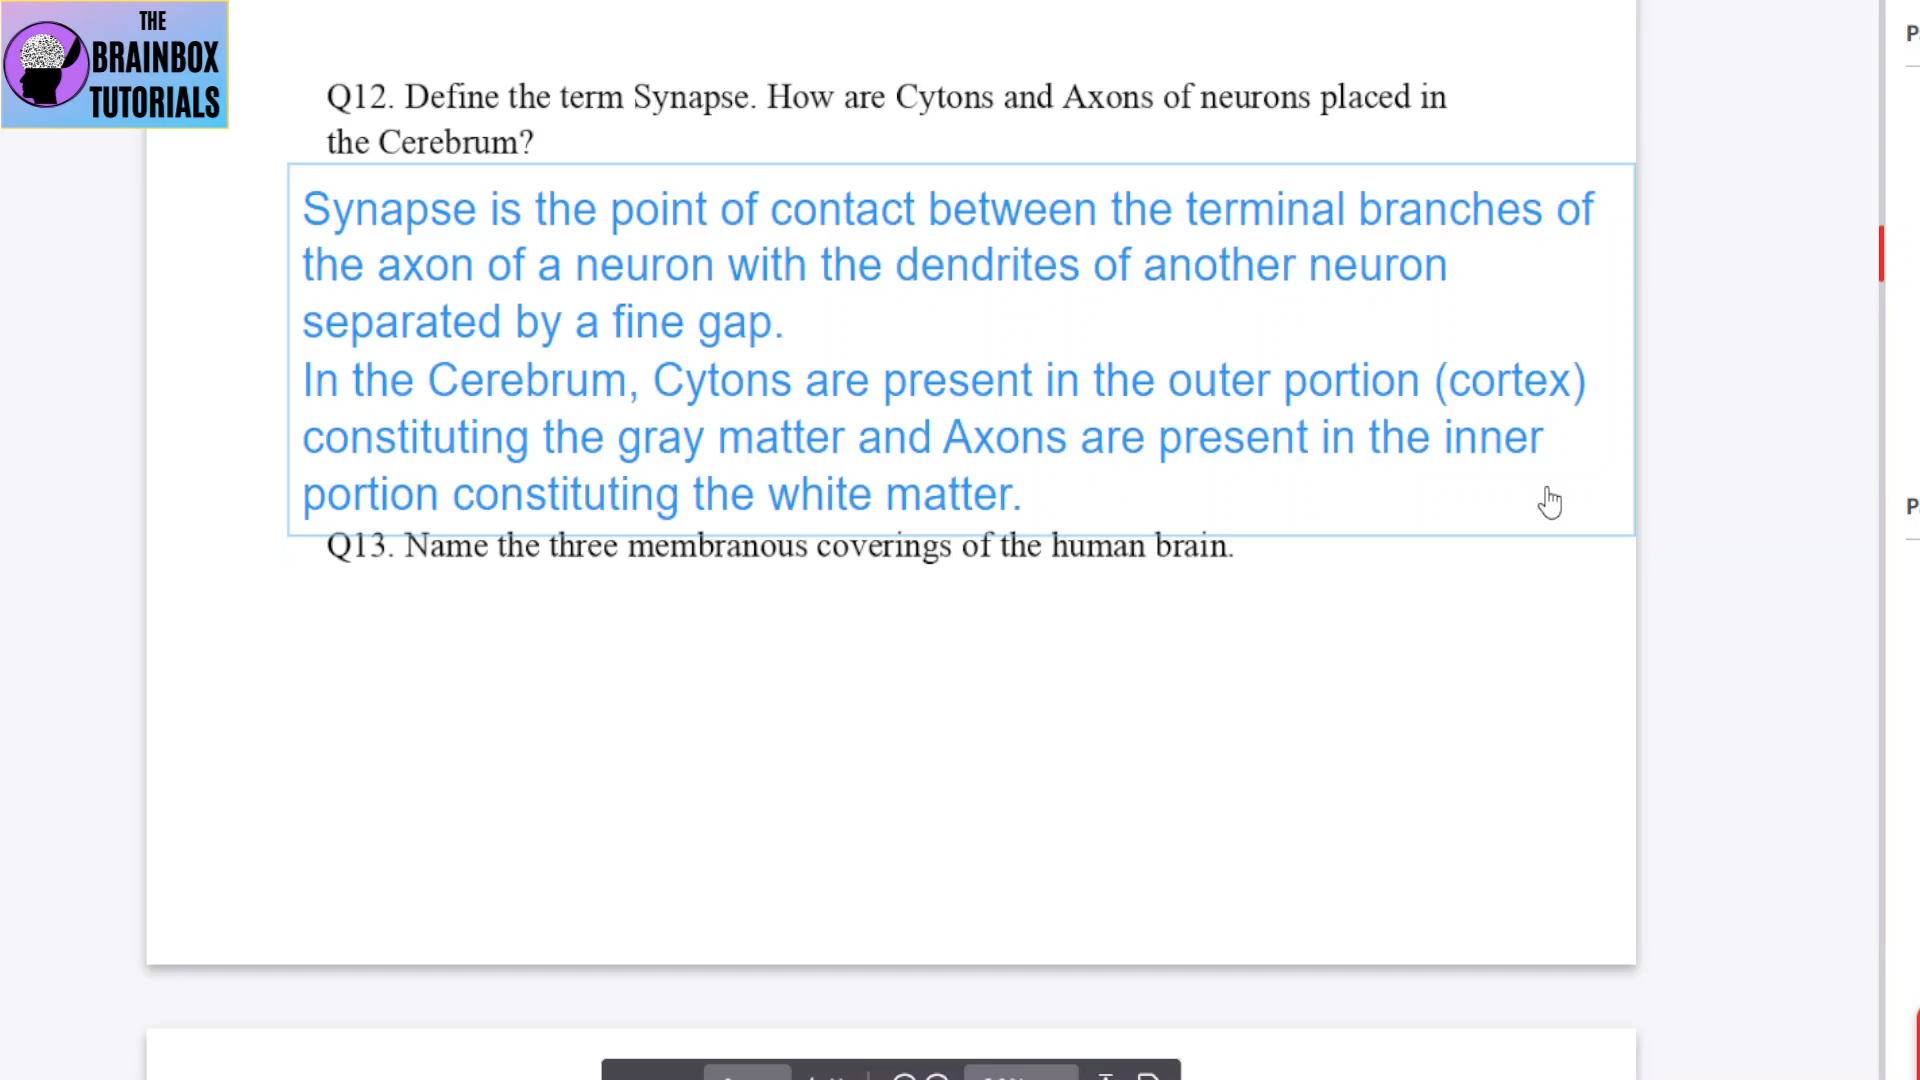 THE
BRAINBOX
TUTORIALS
Q12. Define the term Synapse. How are Cytons and Axons of neurons placed in
the Cerebrum?
Synapse is the point of contact between the terminal branches of
the axon of a neuron with the dendrites of another neuron
separated by a fine gap.
In the Cerebrum, Cytons are present in the outer portion (cortex)
constituting the gray matter and Axons are present in the inner
portion constituting the white matter.
Q13. Name the three membranous coverings of the human brain.